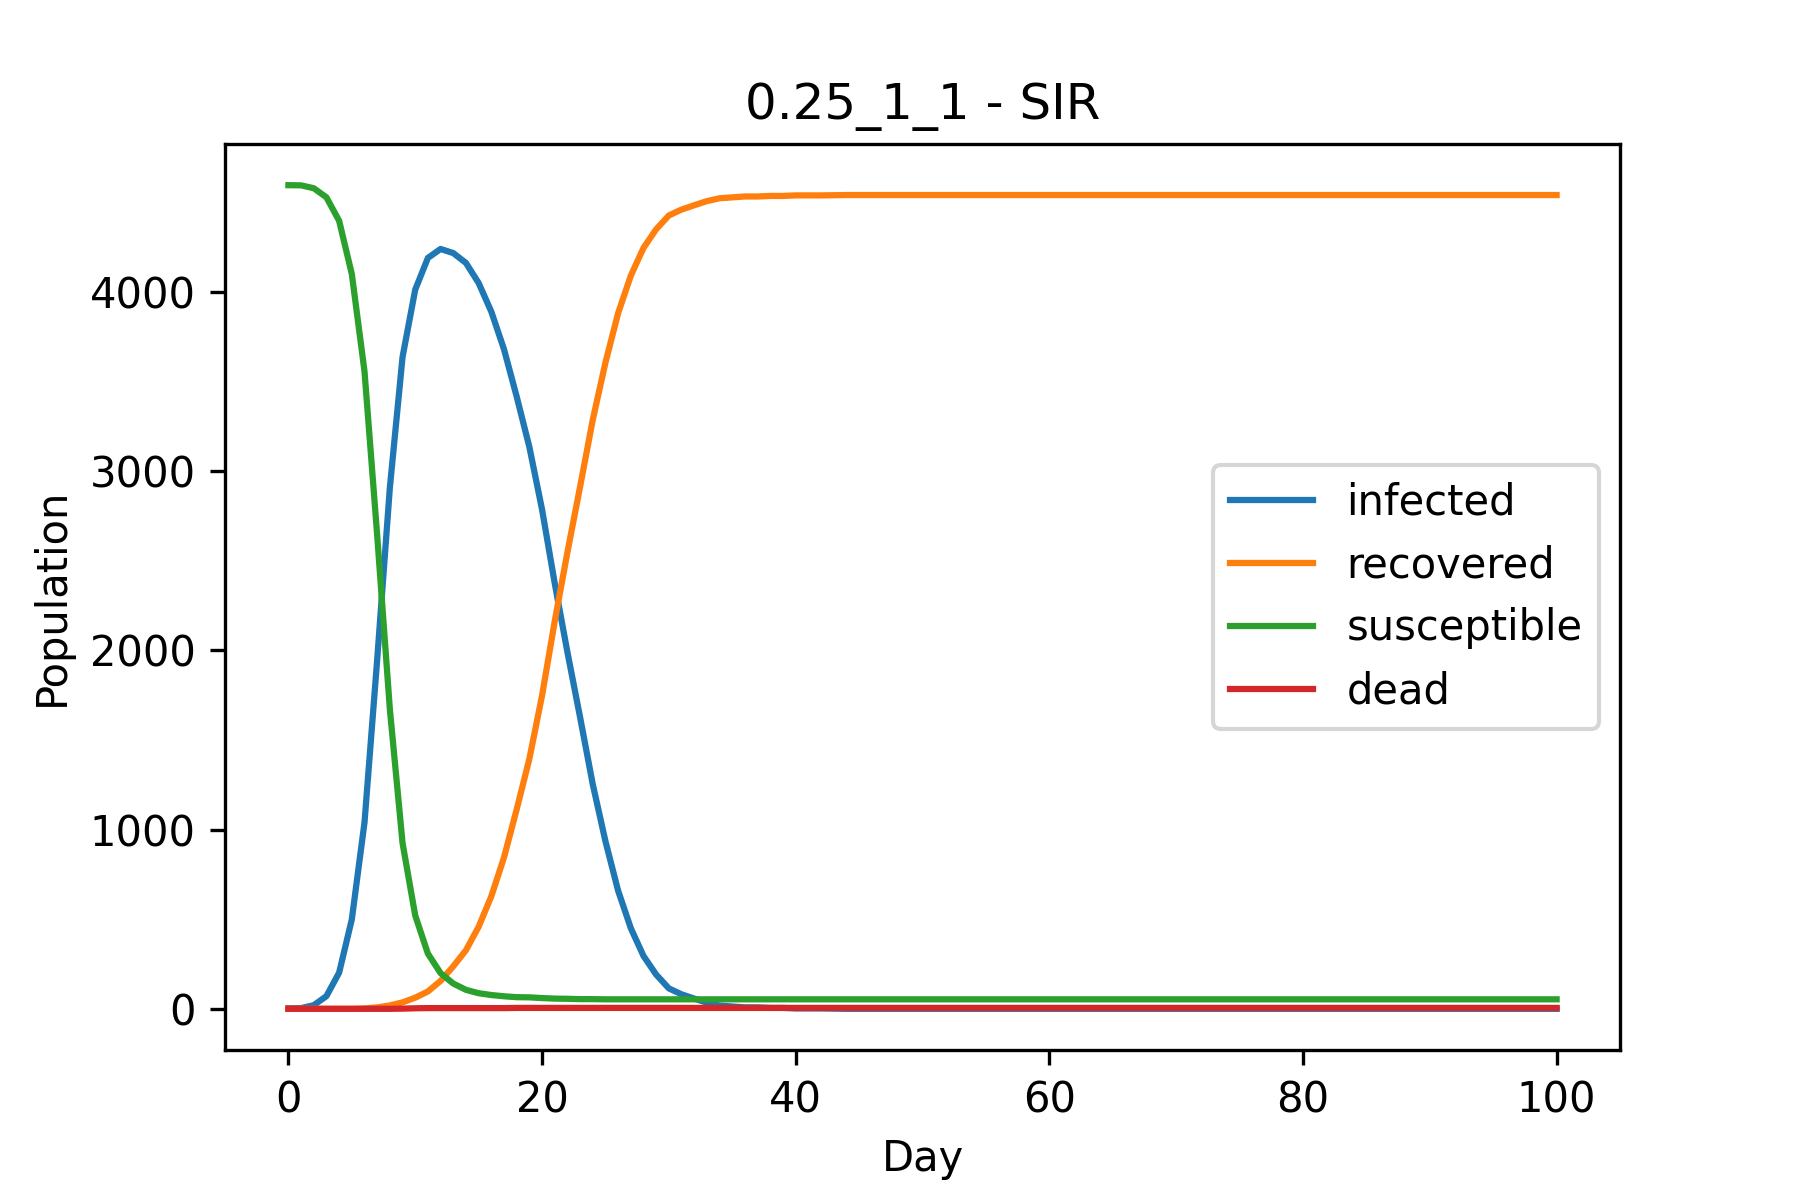 0.25_1_1 - SIR
4000
3000
2000
1000
0
Population
infected
recovered
susceptible
dead
0 20 40 60 80 100
Day